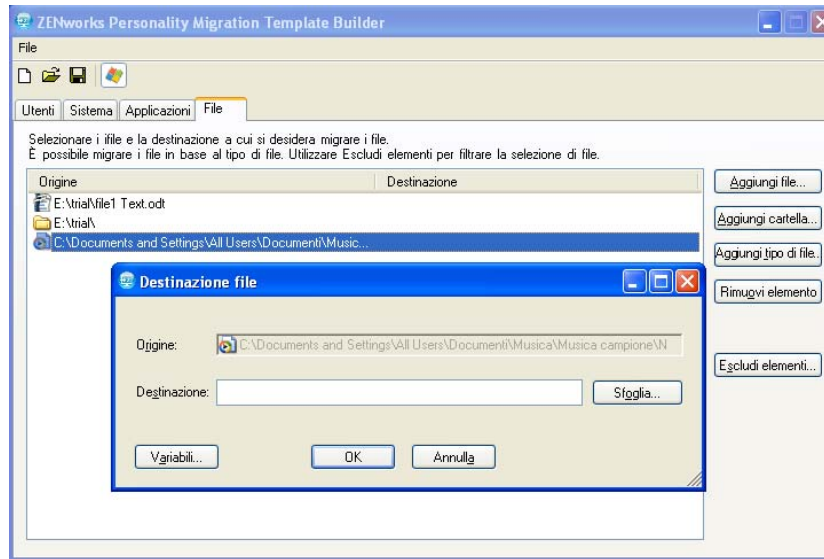 ZENworks Personality Migration Template Builder
File
Utenti Sistema Applicazioni File
Selezionare i ifile e la destinazione a cui si desidera migrare i file.
È possibile migrare i file in base al tipo di file. Utilizzare Escludi elementi per filtrare la selezione di file.
Origine Destinazione
E:\trial\file1 Text.odt
E:\trial\
C:\Documents and Settings\All Users\Documenti\Music...
Aggiungi file...
Aggiungi cartella...
Aggiungi tipo di file..
Rimuovi elemento
Escludi elementi...
Destinazione file
Origine: C:\Documents and Settings\All Users\Documenti\Musica\Musica campione\N
Destinazione: Sfoglia...
Variabili... OK Annulla